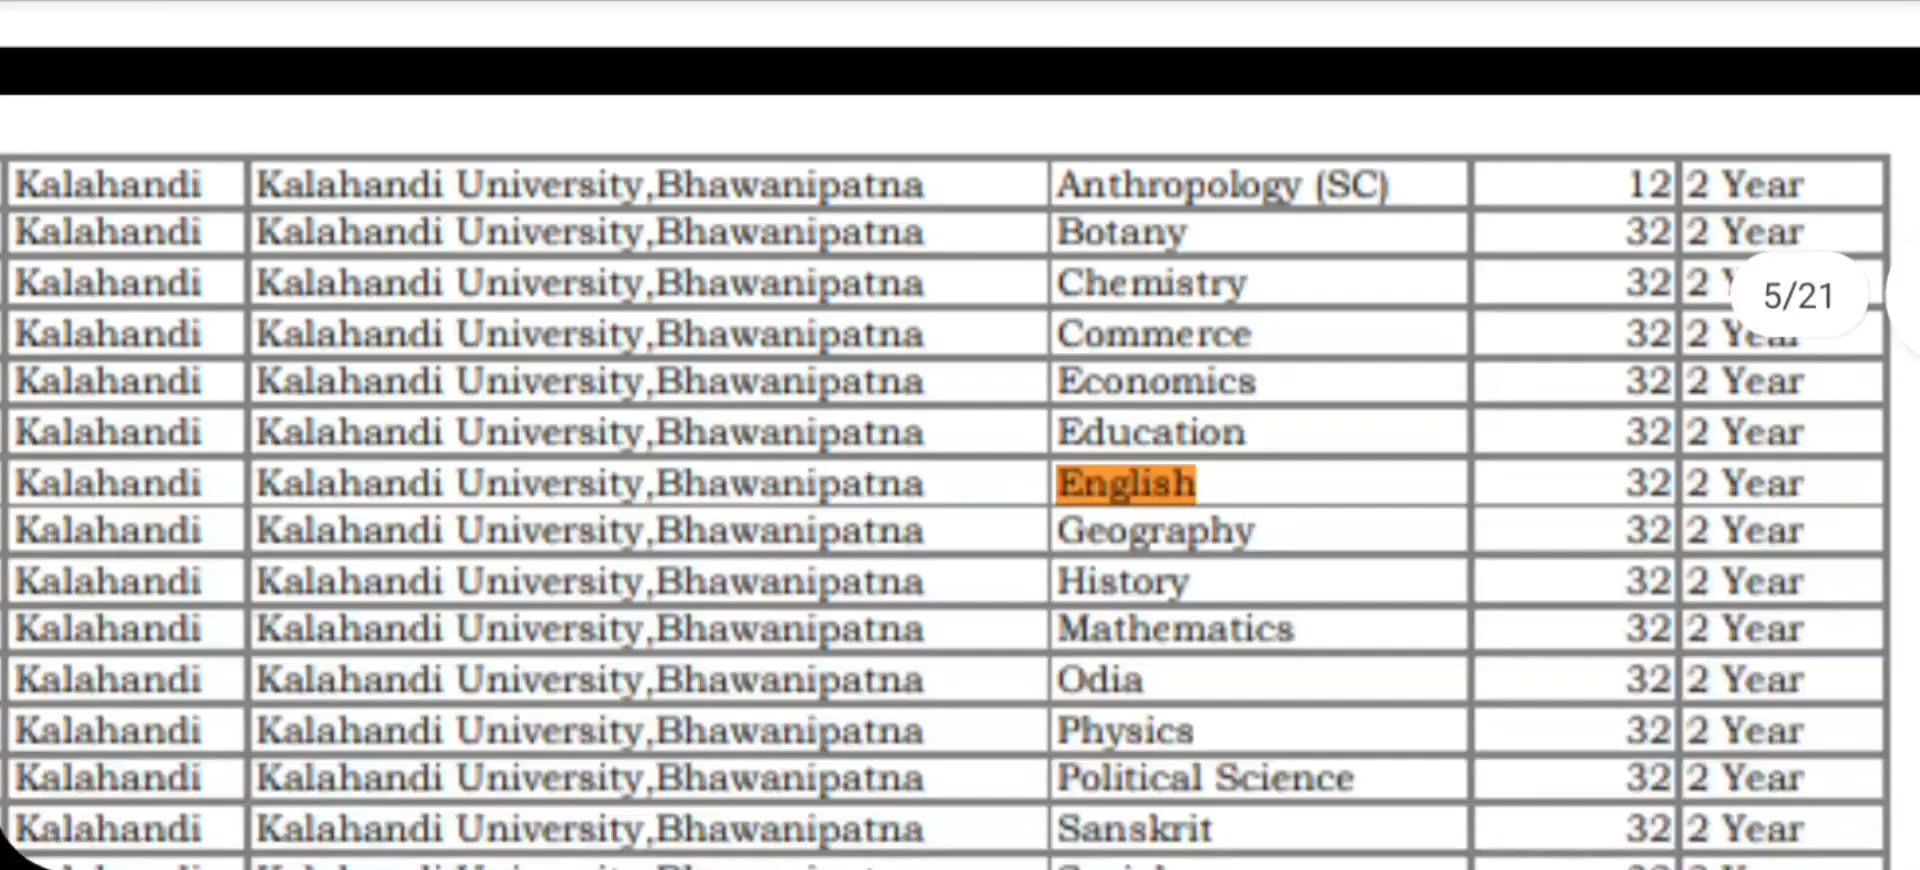 Kalahandi Kalahandi University,Bhawanipatna Anthropology (SC) 12 2 Year
Kalahandi Kalahandi University,Bhawanipatna Botany 32 2 Year
Kalahandi Kalahandi University,Bhawanipatna Chemistry 32 2
5/21
Kalahandi Kalahandi University,Bhawanipatna Commerce 32 2 Year
Kalahandi Kalahandi University,Bhawanipatna Economics 32 2 Year
Kalahandi Kalahandi University,Bhawanipatna Education 32 2 Year
Kalahandi Kalahandi University,Bhawanipatna English 32 2 Year
Kalahandi Kalahandi University,Bhawanipatna Geography 32 2 Year
Kalahandi Kalahandi University,Bhawanipatna History 32 2 Year
Kalahandi Kalahandi University,Bhawanipatna Mathematics 32 2 Year
Kalahandi Kalahandi University,Bhawanipatna Odia 32 2 Year
Kalahandi Kalahandi University,Bhawanipatna Physics 32 2 Year
Kalahandi Kalahandi University,Bhawanipatna Political Science 32 2 Year
Kalahandi Kalahandi University,Bhawanipatna Sanskrit 32 2 Year